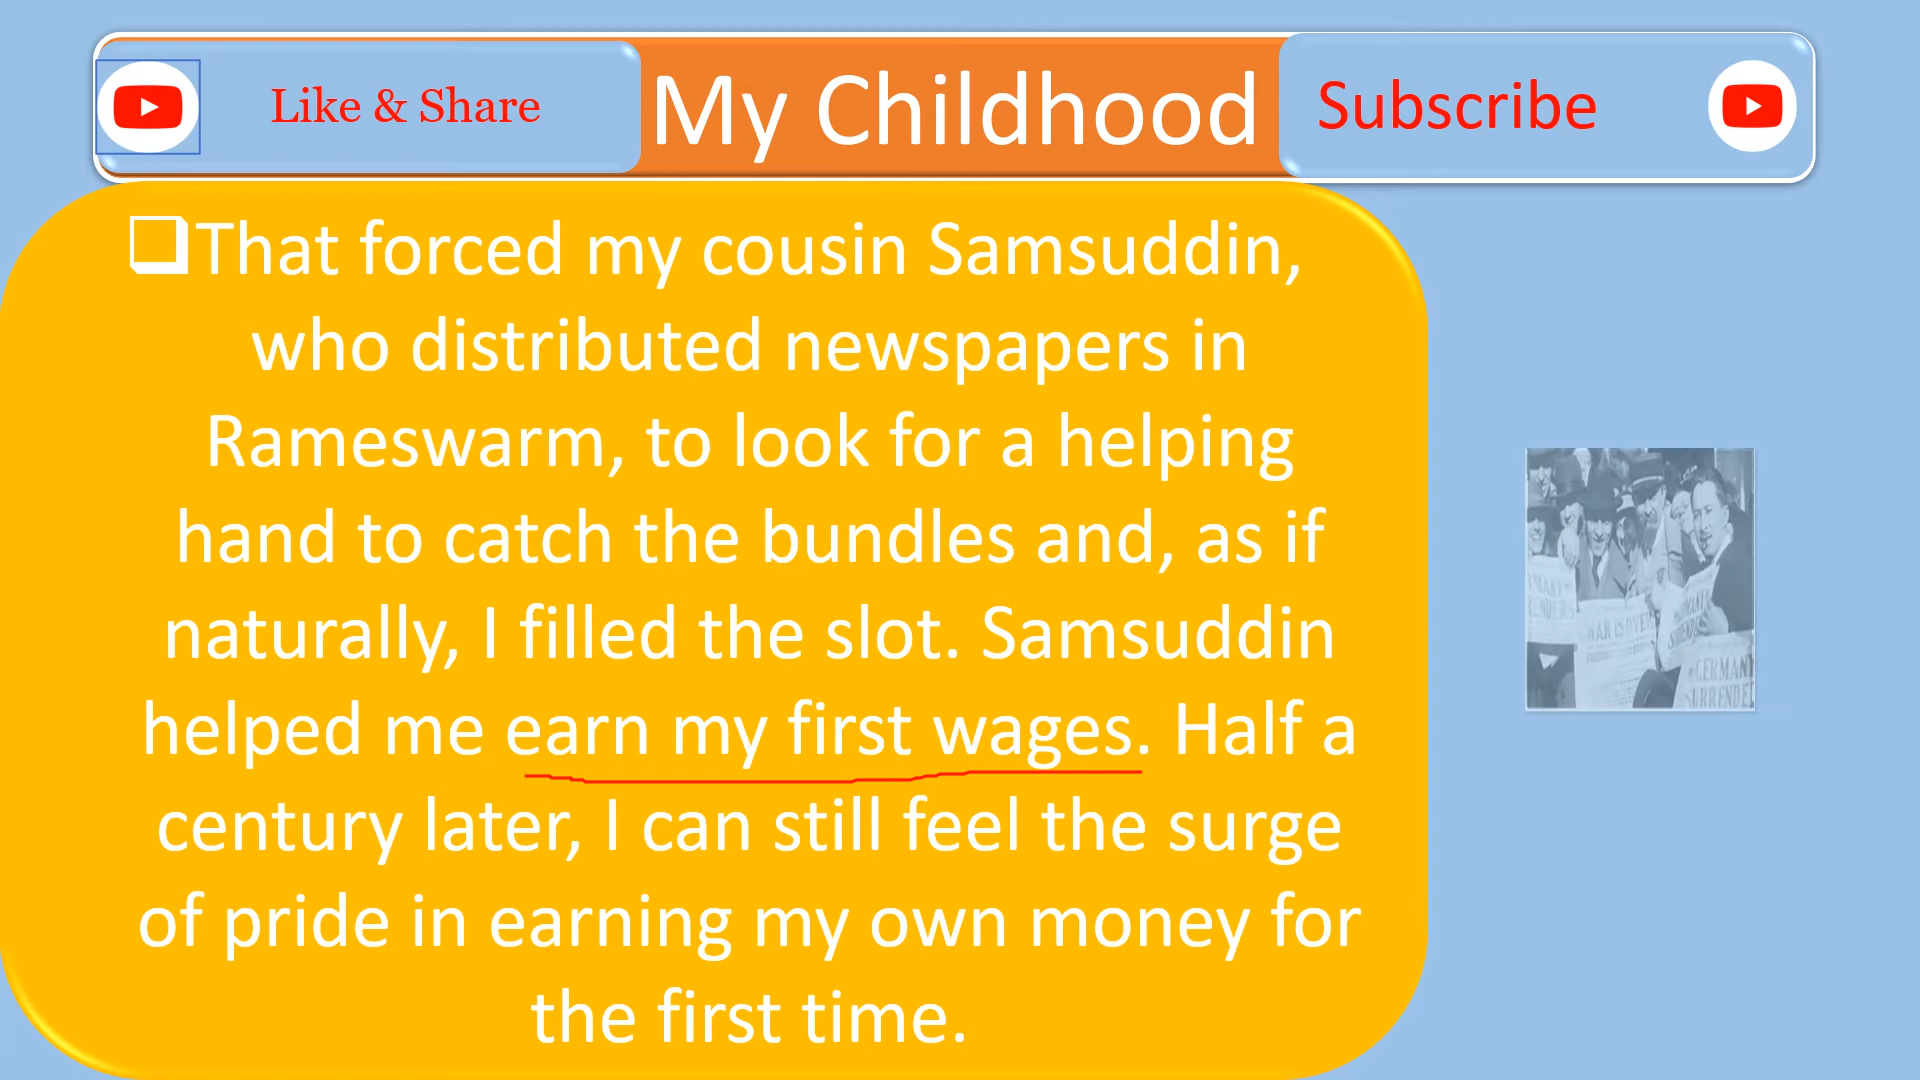 Like & Share
My Childhood
Subscribe
That forced my cousin Samsuddin,
who distributed newspapers in
Rameswarm, to look for a helping
hand to catch the bundles and, as if
naturally, I filled the slot. Samsuddin
helped me earn my first wages. Half a
century later, I can still feel the surge
of pride in earning my own money for
the first time.
WAR IS OVER
GERMANY
SURRENDE